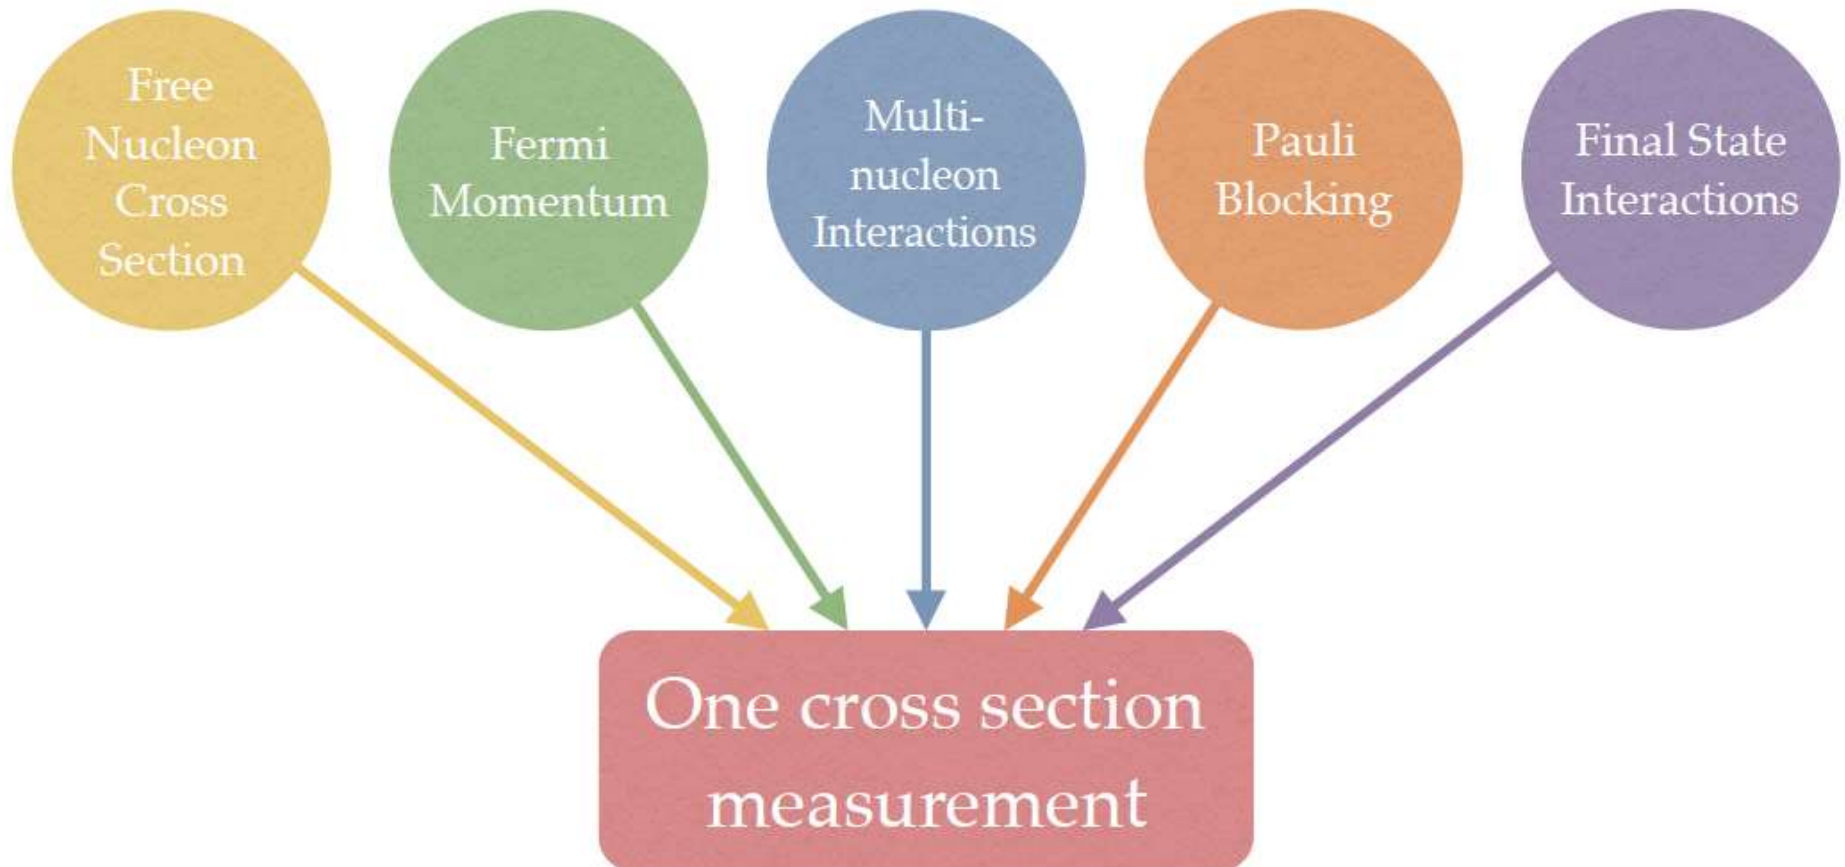 Free
Nucleon
Cross
Section
Fermi
Momentum
Multi-
nucleon
Interactions
Pauli
Blocking
Final State
Interactions
One cross section
measurement